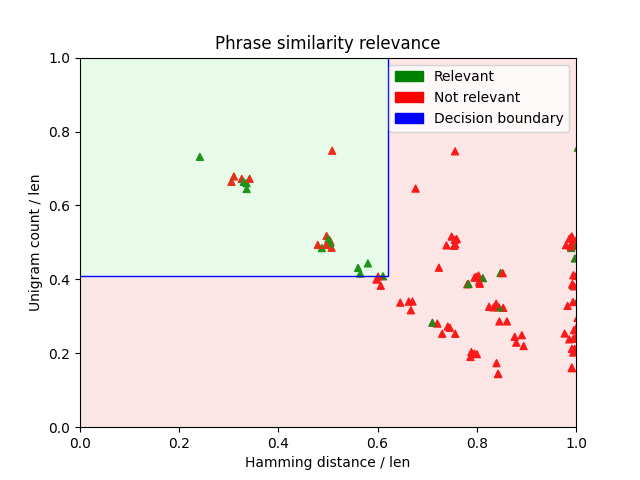 Phrase similarity relevance
Relevant
Not relevant
Decision boundary
Unigram count / len
1.0
0.8
0.6
0.4
0.2
0.0
0.0 0.2 0.4 0.6 0.8 1.0
Hamming distance / len